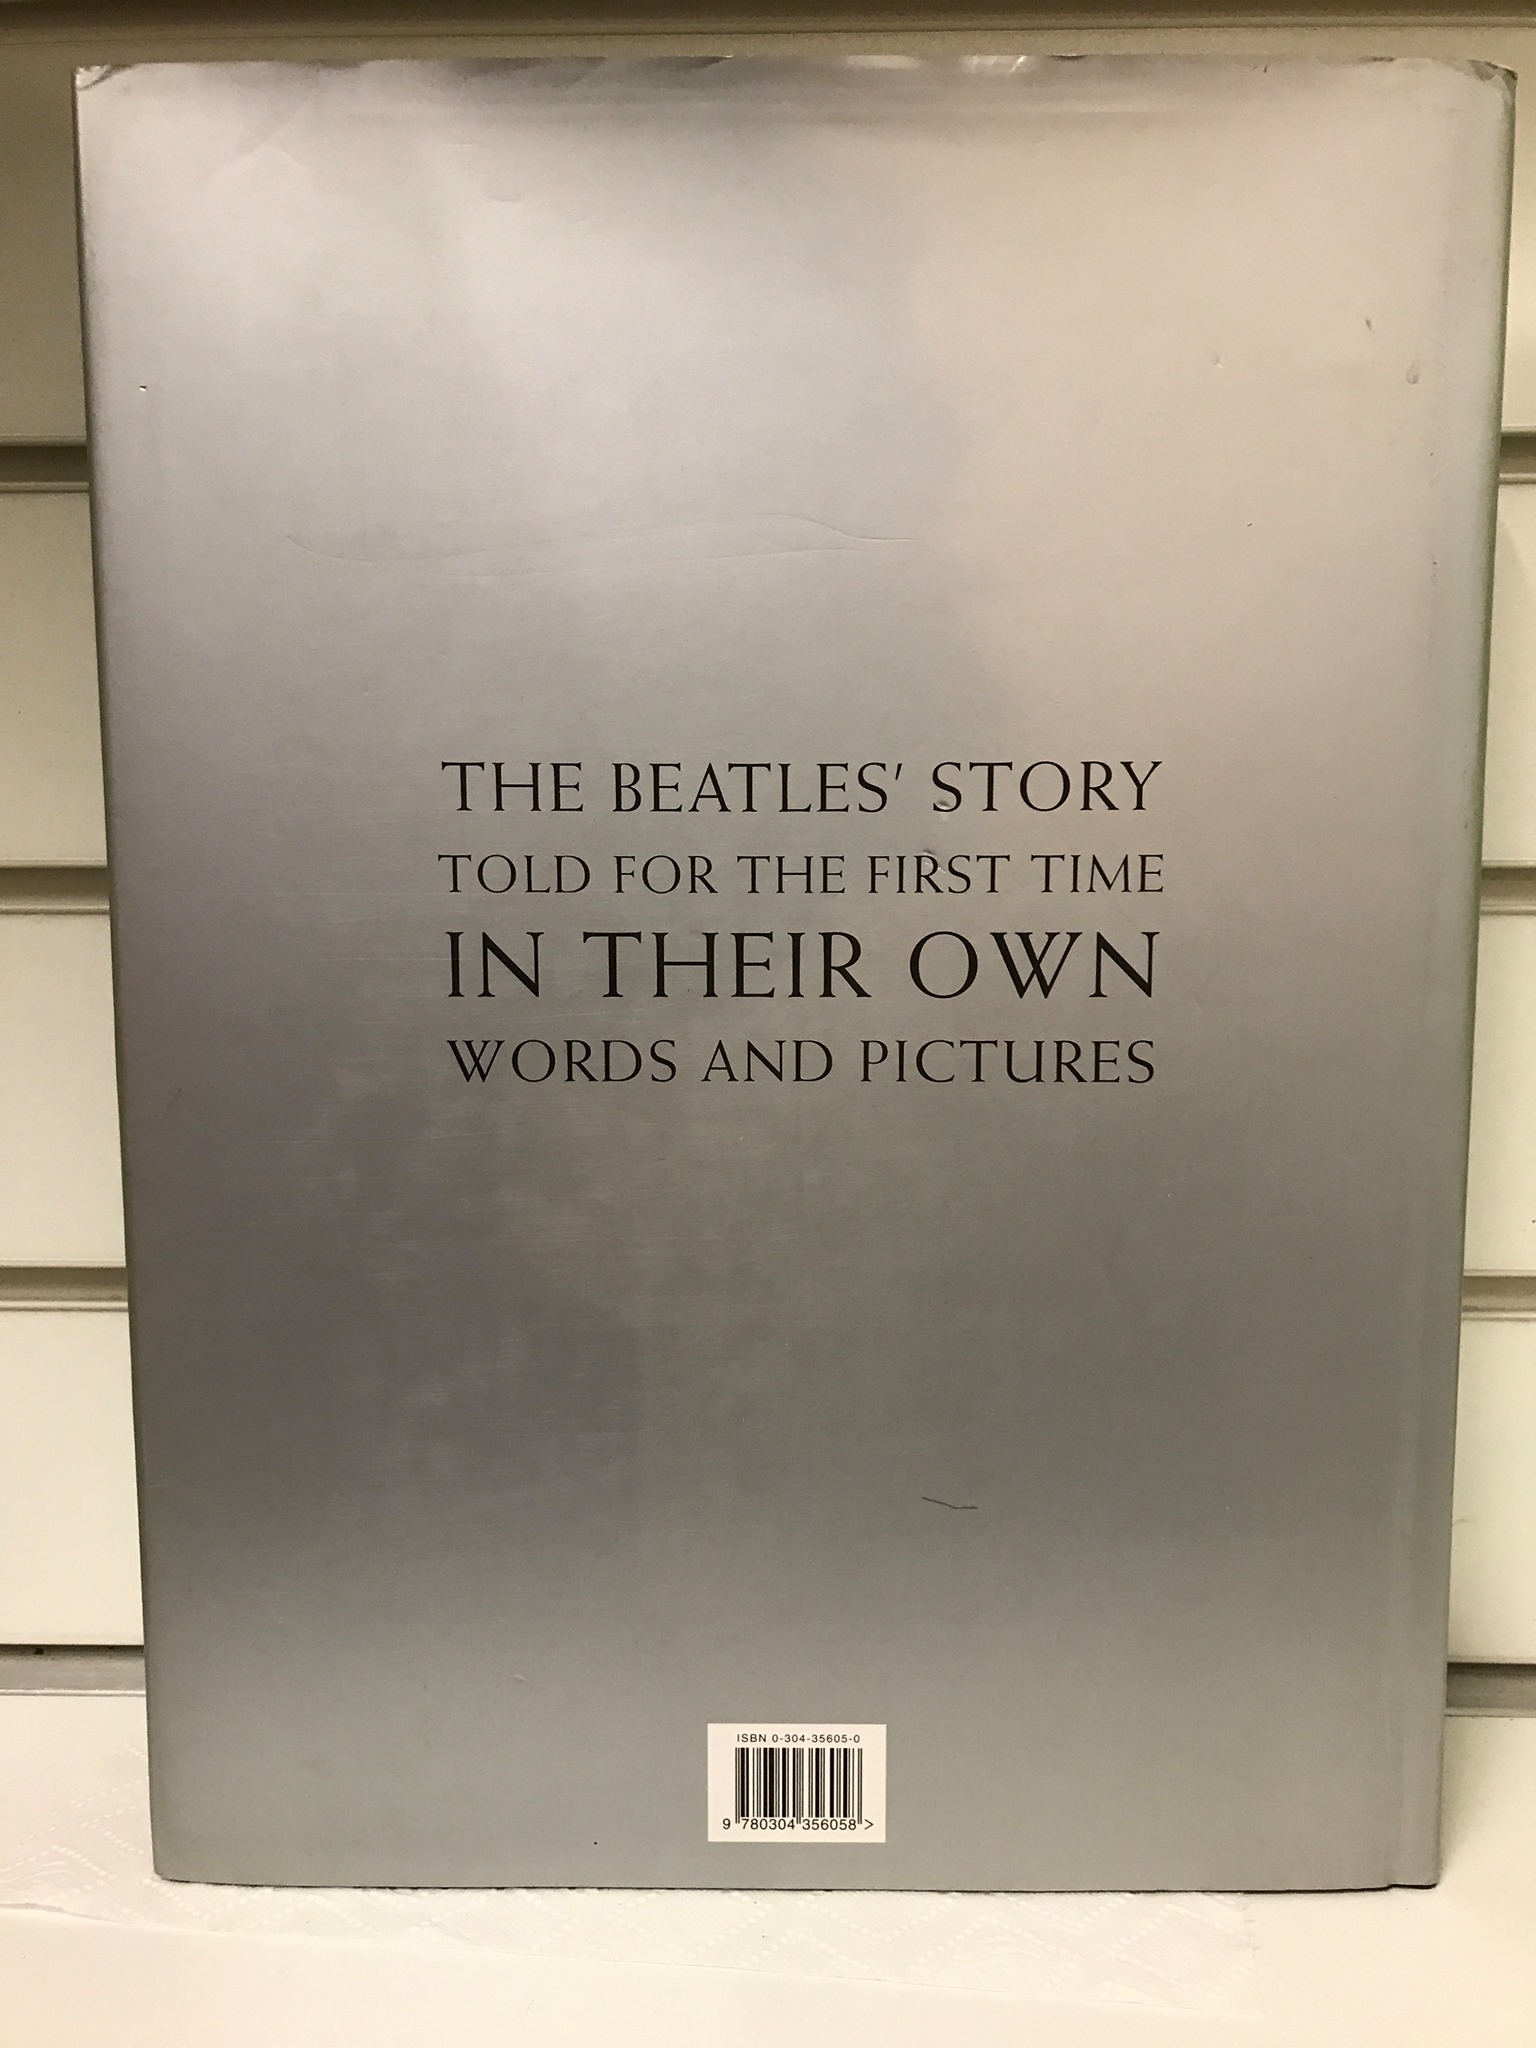 THE BEATLES' STORY
TOLD FOR THE FIRST TIME
IN THEIR OWN
WORDS AND PICTURES
ISBN 0-304-35605-0
9 780304 356058 >